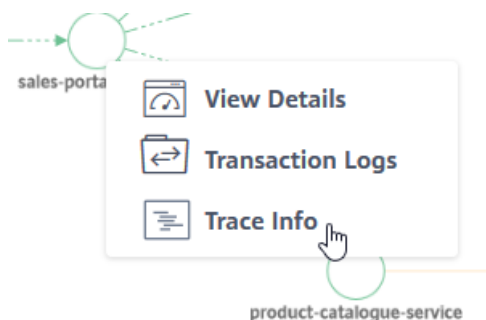 sales-porta
View Details
Transaction Logs
Trace Info
product-catalogue-service